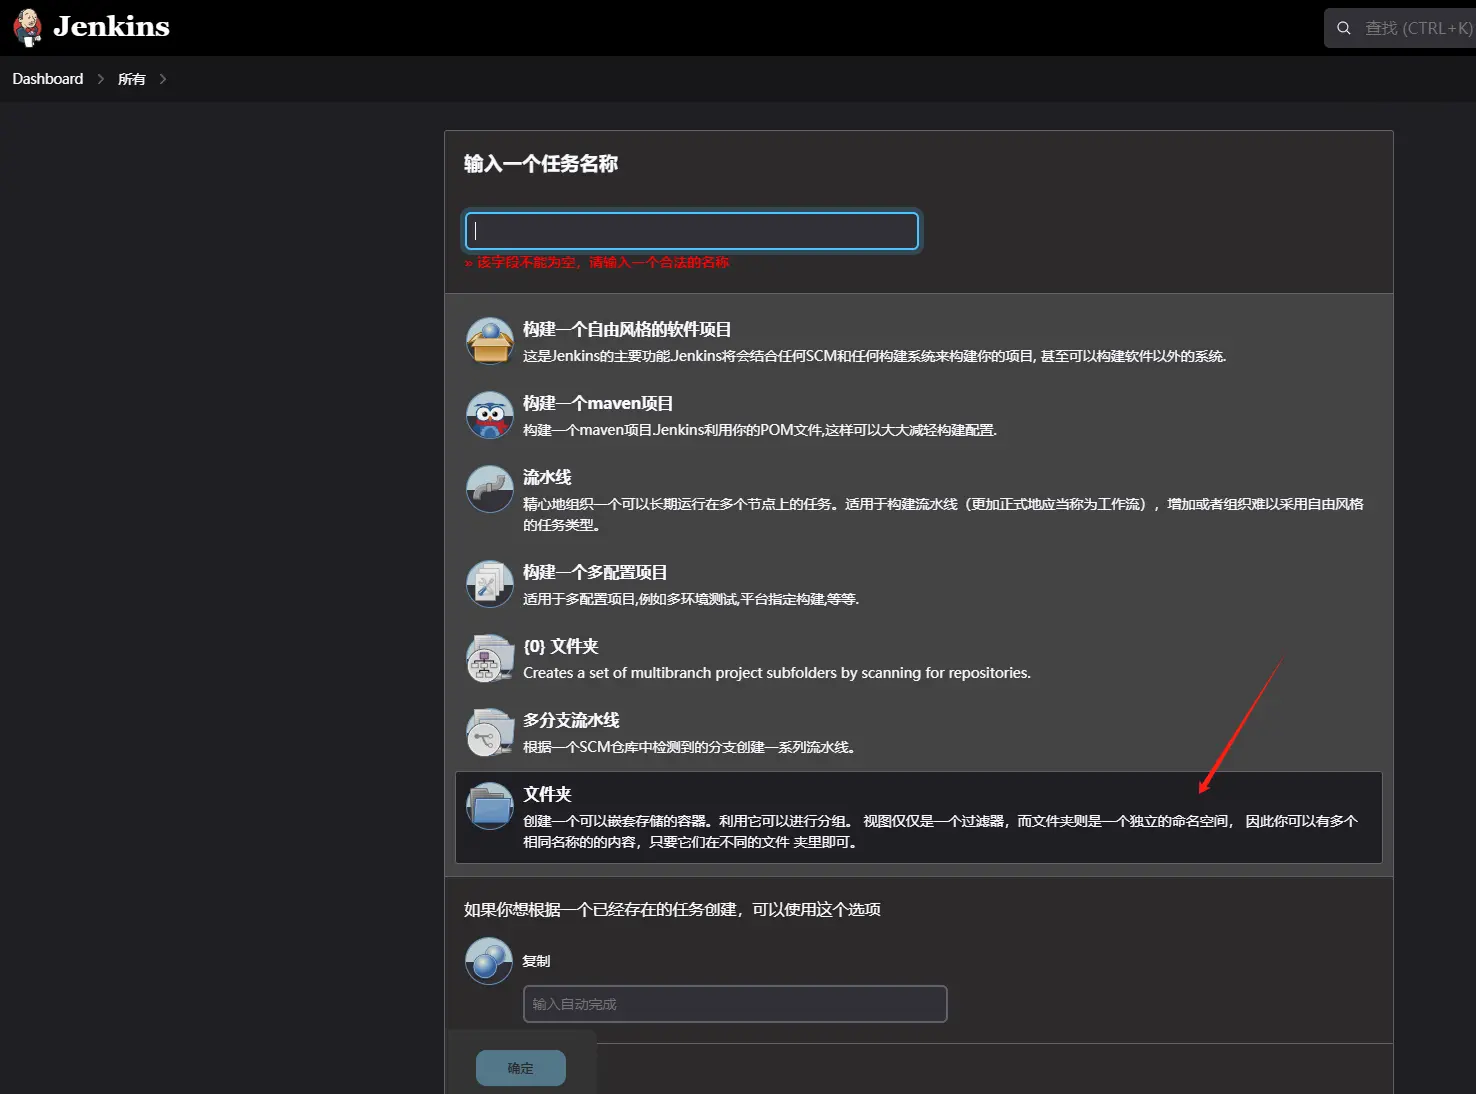 Jenkins
查找 (CTRL+K)
Dashboard
所有
输入一个任务名称
» 该字段不能为空，请输入一个合法的名称
构建一个自由风格的软件项目
这是Jenkins的主要功能.Jenkins将会结合任何SCM和任何构建系统来构建你的项目, 甚至可以构建软件以外的系统.
构建一个maven项目
构建一个maven项目.Jenkins利用你的POM文件,这样可以大大减轻构建配置.
流水线
精心地组织一个可以长期运行在多个节点上的任务。适用于构建流水线（更加正式地应当称为工作流），增加或者组织难以采用自由风格
的任务类型。
构建一个多配置项目
适用于多配置项目,例如多环境测试,平台指定构建,等等.
{0} 文件夹
Creates a set of multibranch project subfolders by scanning for repositories.
多分支流水线
根据一个SCM仓库中检测到的分支创建一系列流水线。
文件夹
创建一个可以嵌套存储的容器。利用它可以进行分组。 视图仅仅是一个过滤器，而文件夹则是一个独立的命名空间， 因此你可以有多个
相同名称的的内容，只要它们在不同的文件 夹里即可。
如果你想根据一个已经存在的任务创建，可以使用这个选项
复制
输入自动完成
确定